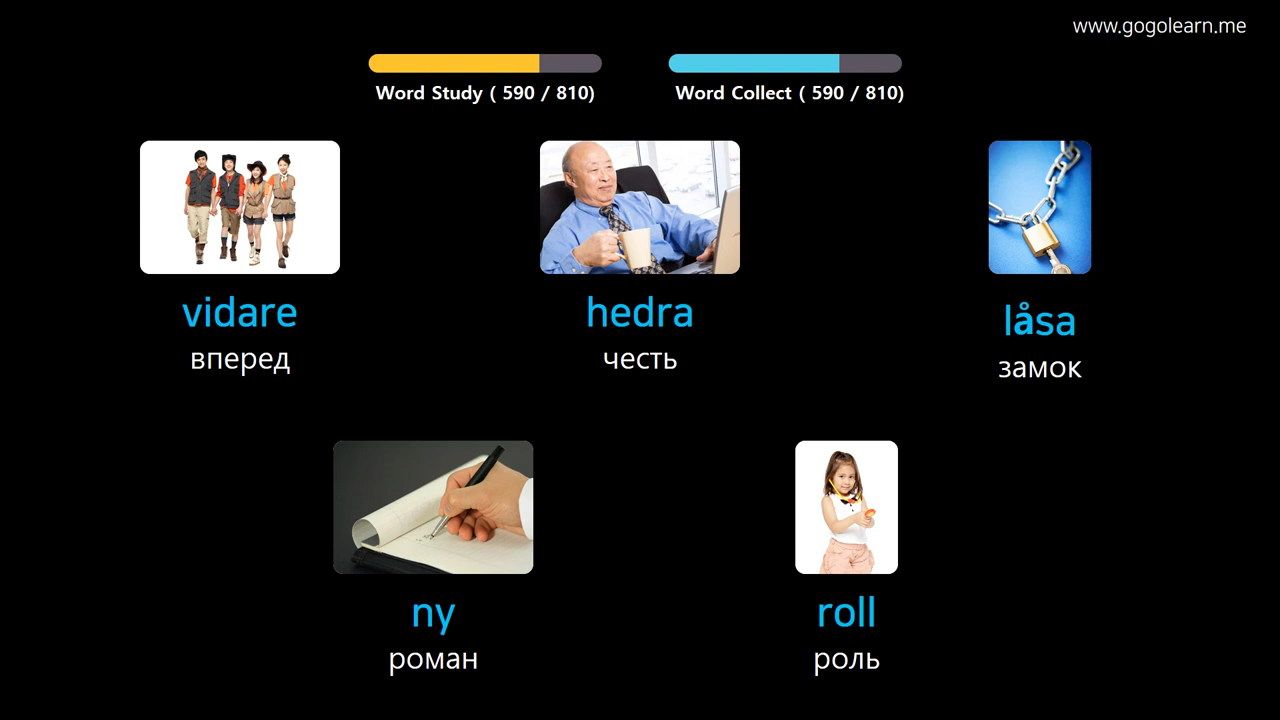 www.gogolearn.me
Word Study ( 590 / 810)
Word Collect ( 590 / 810)
vidare
вперед
hedra
честь
låsa
замок
ny
роман
roll
роль